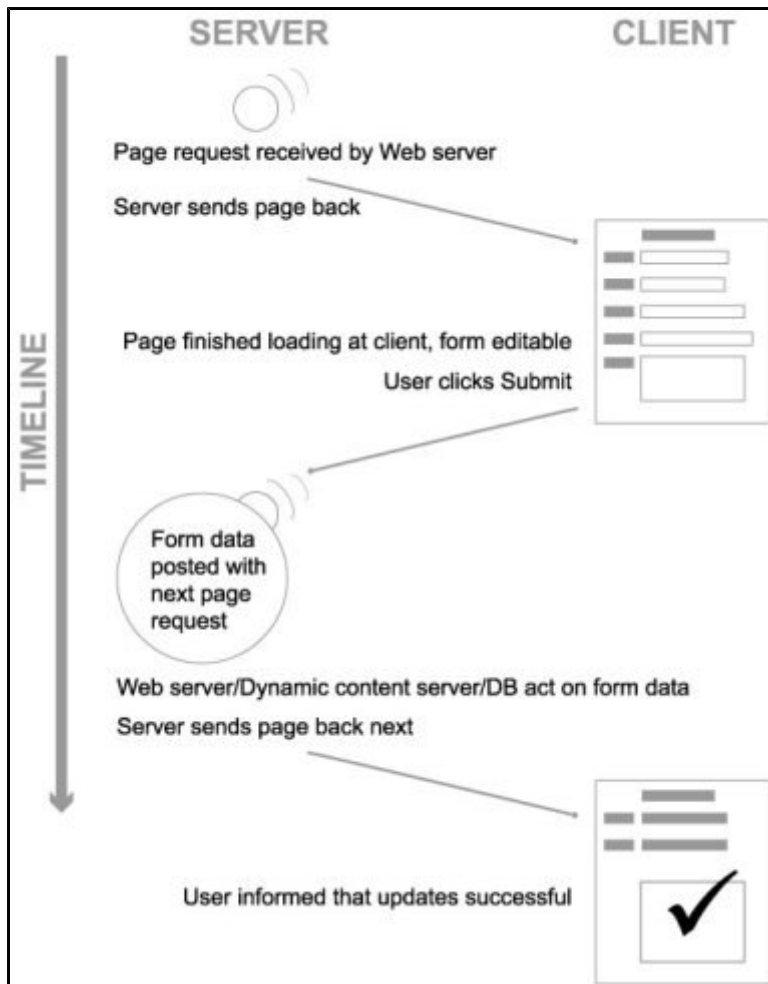 SERVER
CLIENT
TIMELINE
Page request received by Web server
Server sends page back
Page finished loading at client, form editable
User clicks Submit
Form data
posted with
next page
request
Web server/Dynamic content server/DB act on form data
Server sends page back next
User informed that updates successful